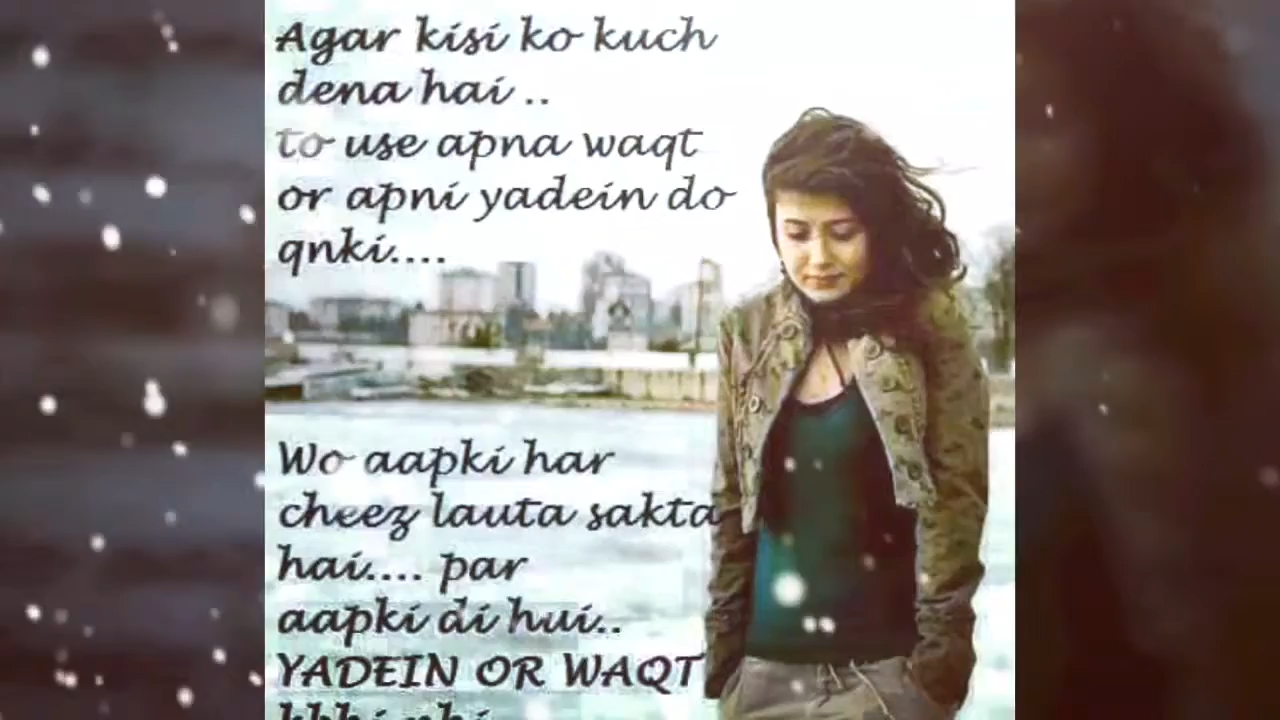 Agar kisi ko kuch
dena hai ..
to use apna waqt
or apni yadein do
qnki....
Wo aapki har
cheez lauta sakta
hai.... par
aapki di hui..
YADEIN OR WAQT